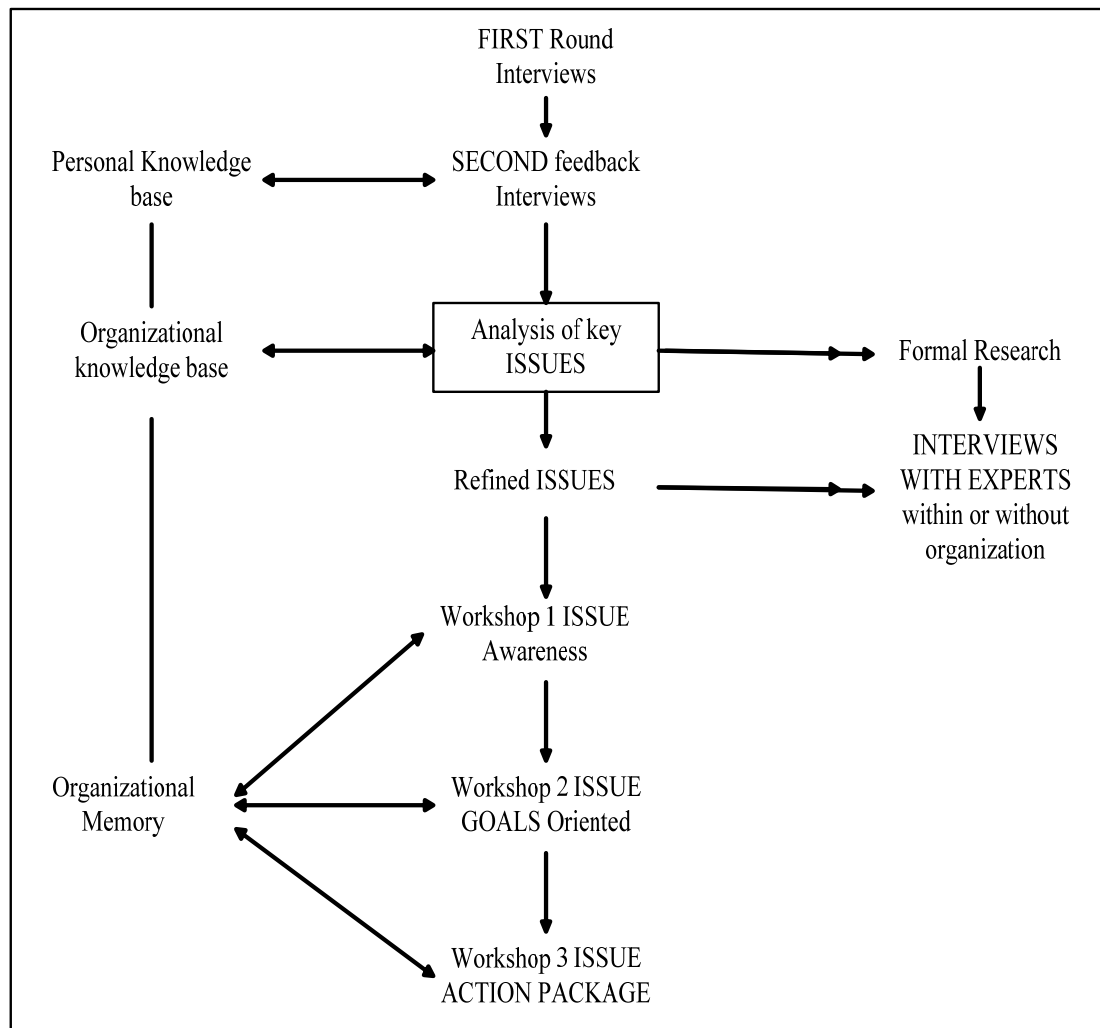 FIRST Round
Interviews
Personal Knowledge
base
SECOND feedback
Interviews
Organizational
knowledge base
Analysis of key
ISSUES
Formal Research
Refined ISSUES
INTERVIEWS
WITH EXPERTS
within or without
organization
Workshop 1 ISSUE
Awareness
Organizational
Memory
Workshop 2 ISSUE
GOALS Oriented
Workshop 3 ISSUE
ACTION PACKAGE